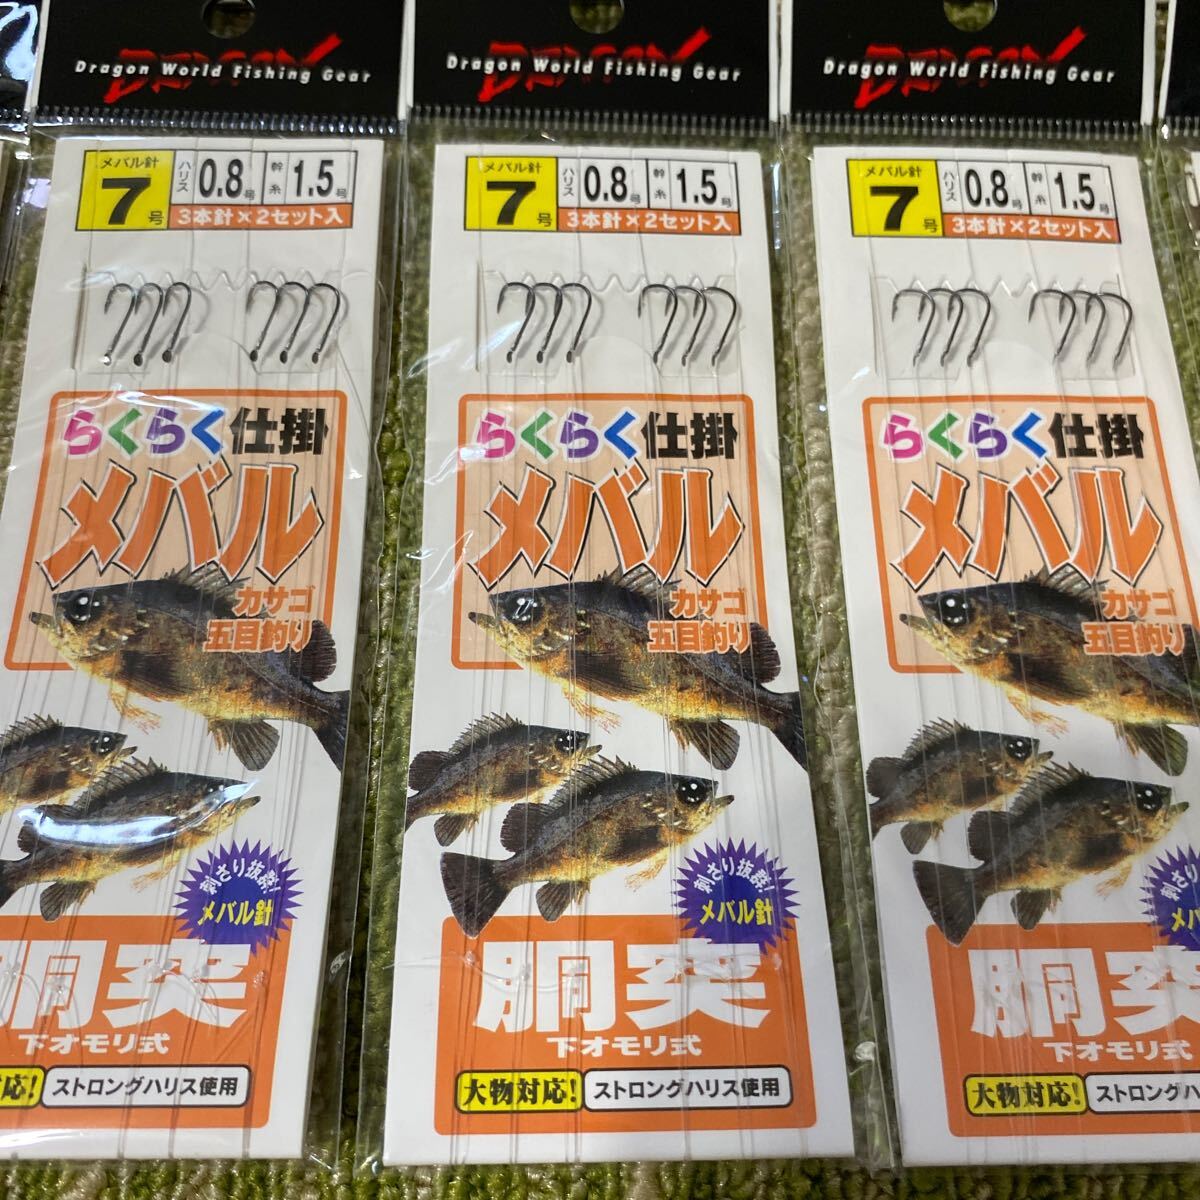 DRAGON
Dragon World Fishing Gear
メバル針
7号
ハリス
0.8号
幹糸
1.5号
3本針×2セット入
らくらく仕掛
メバル
カサゴ
五目釣り
刺さり抜群!
メバル針
胴突
下オモリ式
応!
ストロングハリス使用
DRAGON
Dragon World Fishing Gear
メバル針
7号
ハリス
0.8号
幹糸
1.5号
3本針×2セット入
らくらく仕掛
メバル
カサゴ
五目釣り
刺さり抜群!
メバル針
胴突
下オモリ式
大物対応!
ストロングハリス使用
DRAGON
Dragon World Fishing Gear
メバル針
7号
ハリス
0.8号
幹糸
1.5号
3本針×2セット入
らくらく仕掛
メバル
カサゴ
五目釣り
刺さり
メバ
胴突
下オモリ式
大物対応!
ストロングハリス